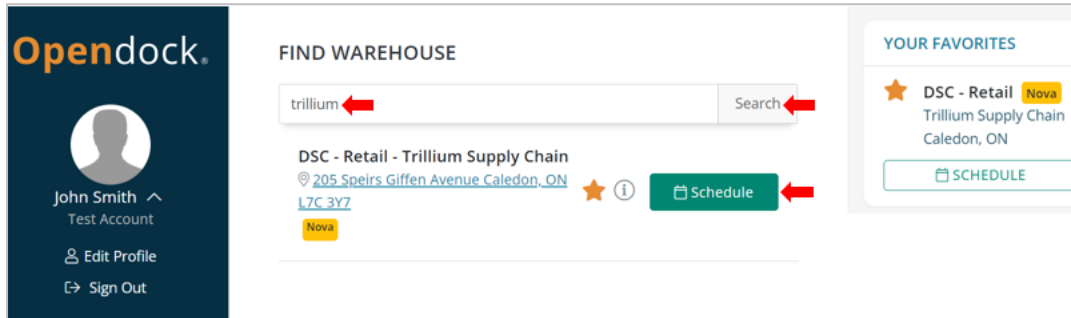 Opendock®
John Smith
Test Account
Edit Profile
Sign Out
FIND WAREHOUSE
trillium
Search
DSC - Retail - Trillium Supply Chain
205 Speirs Giffen Avenue Caledon, ON
L7C 3Y7
Nova
Schedule
YOUR FAVORITES
DSC - Retail Nova
Trillium Supply Chain
Caledon, ON
SCHEDULE